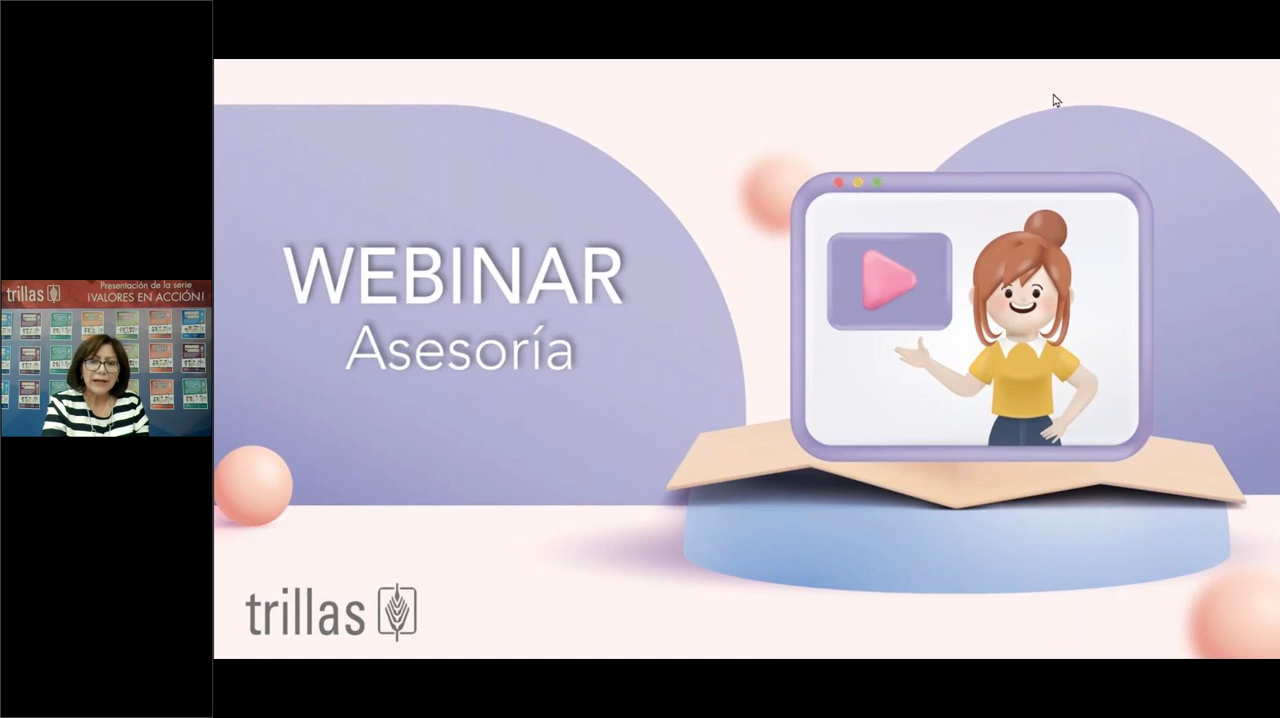 trillas
Presentación de la serie
¡VALORES EN ACCIÓN!
WEBINAR
Asesoría
trillas